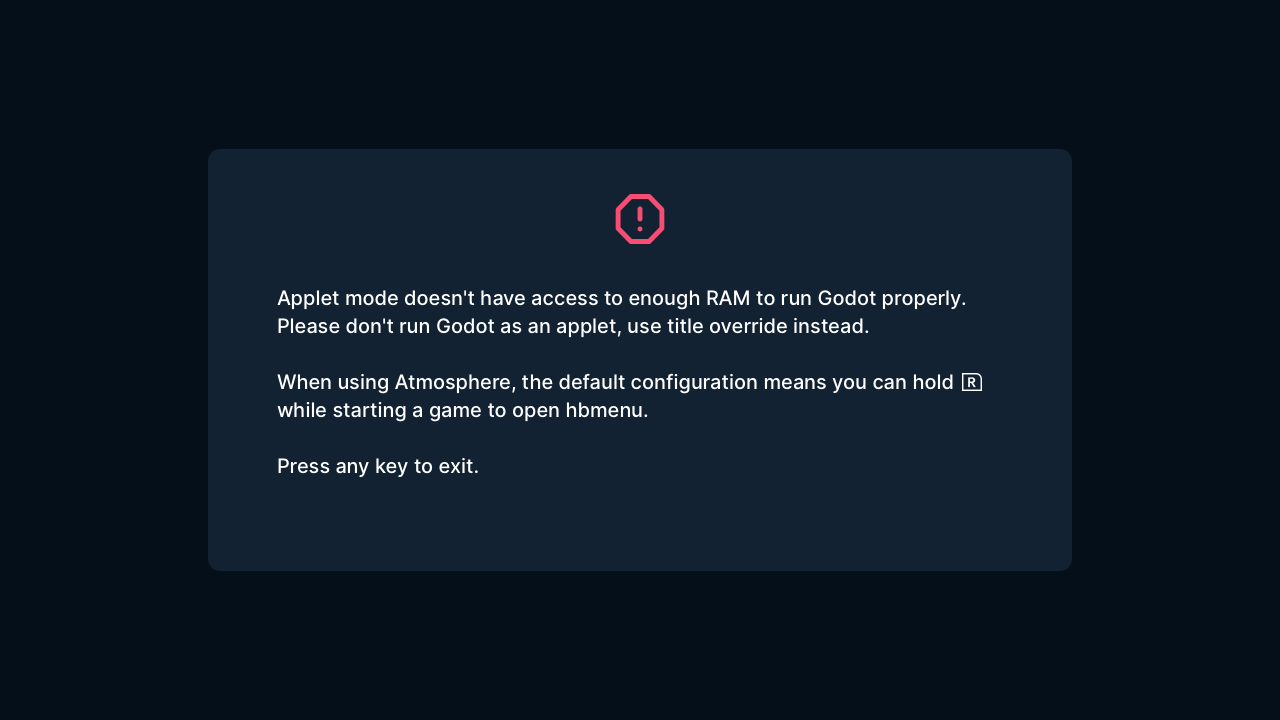 Applet mode doesn't have access to enough RAM to run Godot properly.
Please don't run Godot as an applet, use title override instead.
When using Atmosphere, the default configuration means you can hold R
while starting a game to open hbmenu.
Press any key to exit.